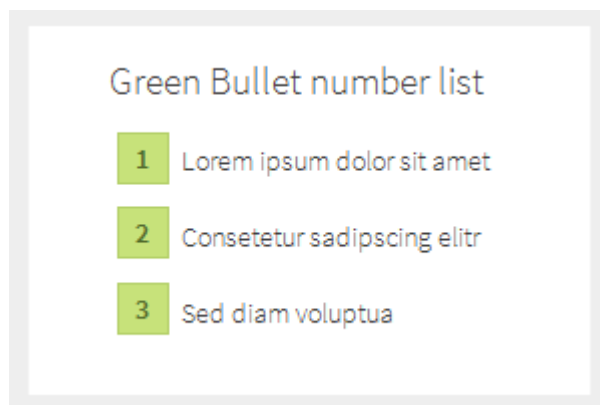 Green Bullet number list
1 Lorem ipsum dolor sit amet
2 Consetetur sadipscing elitr
3 Sed diam voluptua